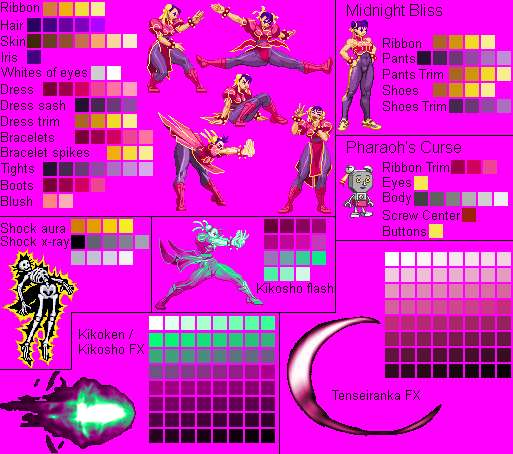 Ribbon
Hair
Skin
Iris
Whites of eyes
Dress
Dress sash
Dress trim
Bracelets
Bracelet spikes
Tights
Boots
Blush
Midnight Bliss
Ribbon
Pants
Pants Trim
Shoes
Shoes Trim
Pharaoh's Curse
Ribbon Trim
Eyes
Body
Screw Center
Buttons
Shock aura
Shock x-ray
Kikosho flash
Kikoken /
Kikosho FX
Tenseiranka FX